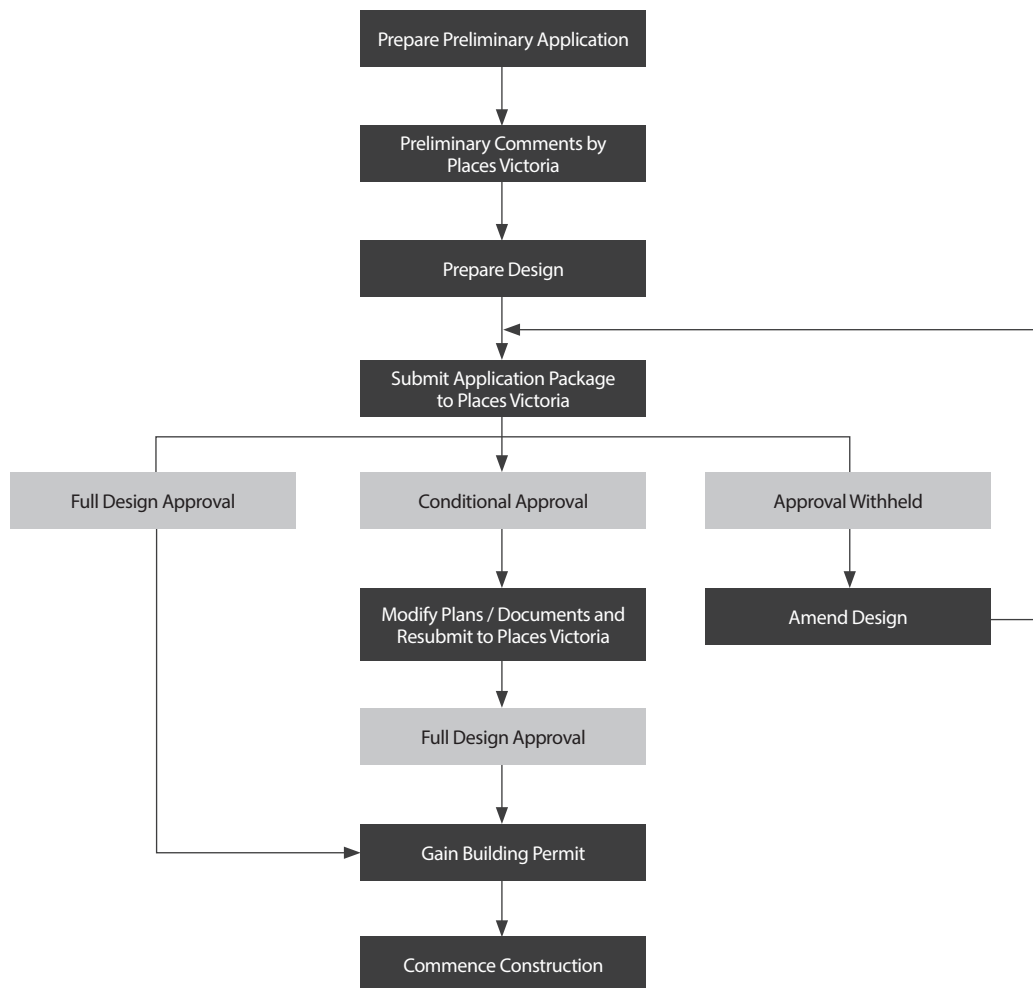 Prepare Preliminary Application
Preliminary Comments by
Places Victoria
Prepare Design
Submit Application Package
to Places Victoria
Full Design Approval
Conditional Approval
Approval Withheld
Modify Plans / Documents and
Resubmit to Places Victoria
Amend Design
Full Design Approval
Gain Building Permit
Commence Construction